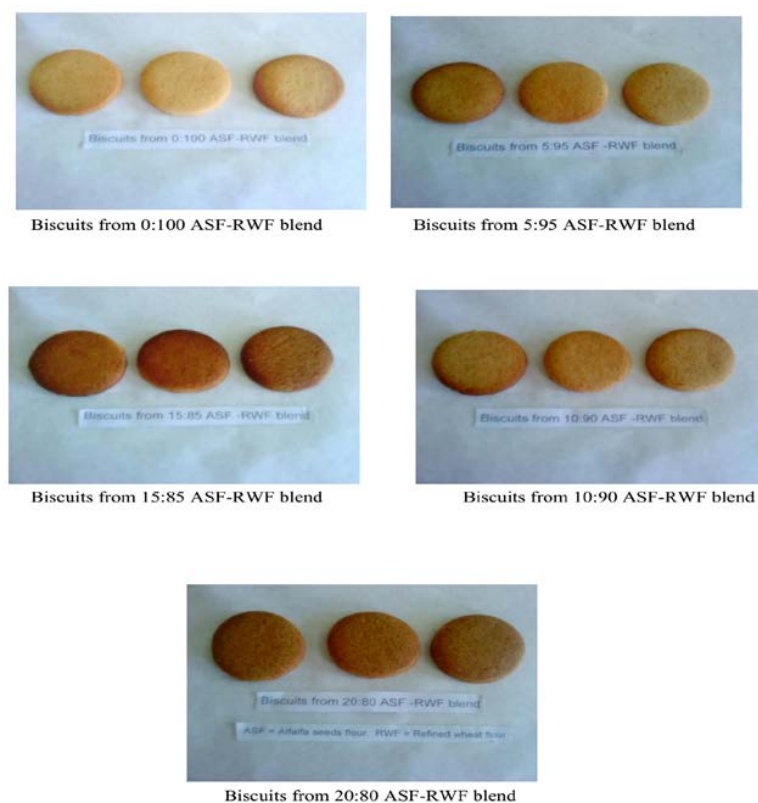 Biscuits from 0:100 ASF-RWF blend
Biscuits from 5:95 ASF -RWF blend
Biscuits from 0:100 ASF-RWF blend
Biscuits from 5:95 ASF-RWF blend
Biscuits from 15:85 ASF -RWF blend
Biscuits from 10:90 ASF -RWF blend
Biscuits from 15:85 ASF-RWF blend
Biscuits from 10:90 ASF-RWF blend
Biscuits from 20:80 ASF -RWF blend
ASF = Alfalfa seeds flour. RWF = Refined wheat flour
Biscuits from 20:80 ASF-RWF blend